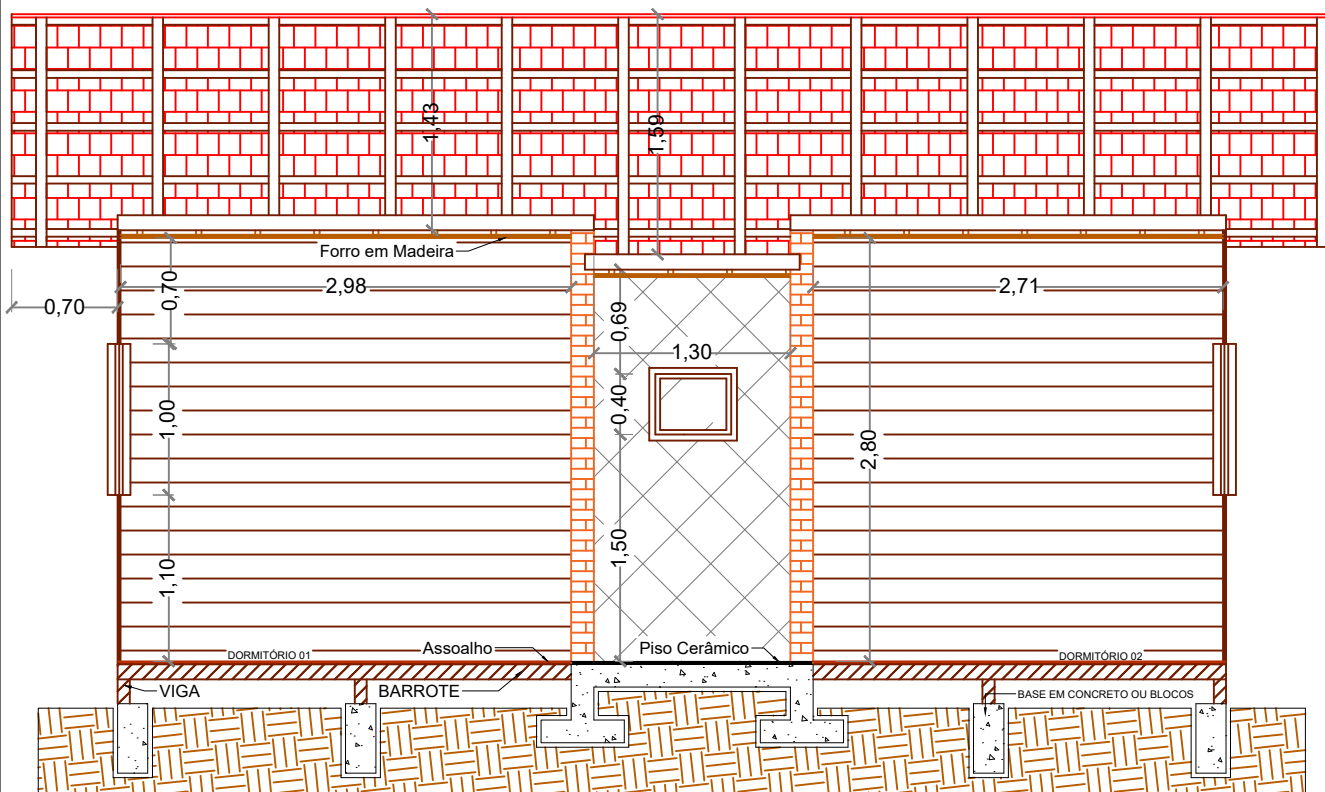 1,43
1,59
Forro em Madeira
0,70
2,98
0,70
2,71
0,69
1,30
0,40
1,00
2,80
1,50
1,10
DORMITÓRIO 01
Assoalho
Piso Cerâmico
DORMITÓRIO 02
VIGA
BARROTE
BASE EM CONCRETO OU BLOCOS